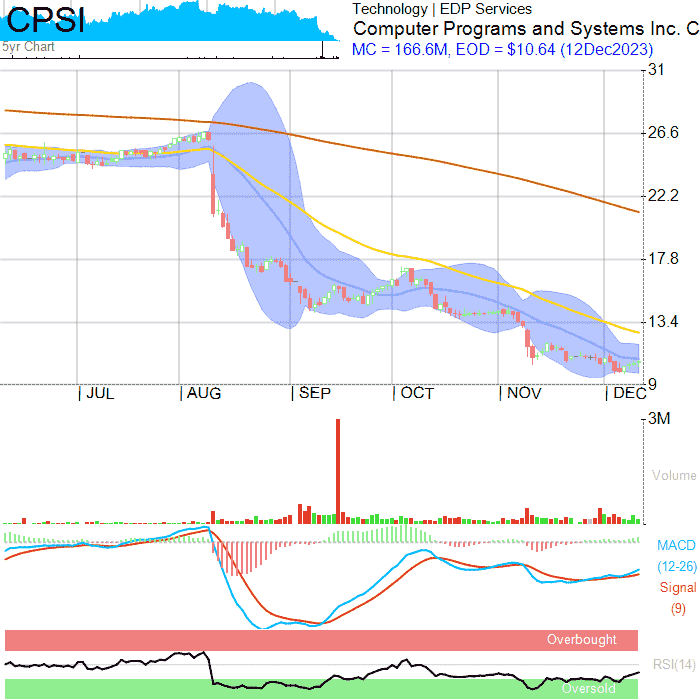 CPSI
5yr Chart
Technology | EDP Services
Computer Programs and Systems Inc. C
MC = 166.6M, EOD = $10.64 (12Dec2023)
31
26.6
22.2
17.8
13.4
9
JUL
AUG
SEP
OCT
NOV
DEC
3M
Volume
MACD
(12-26)
Signal
(9)
Overbought
RSI(14)
Oversold